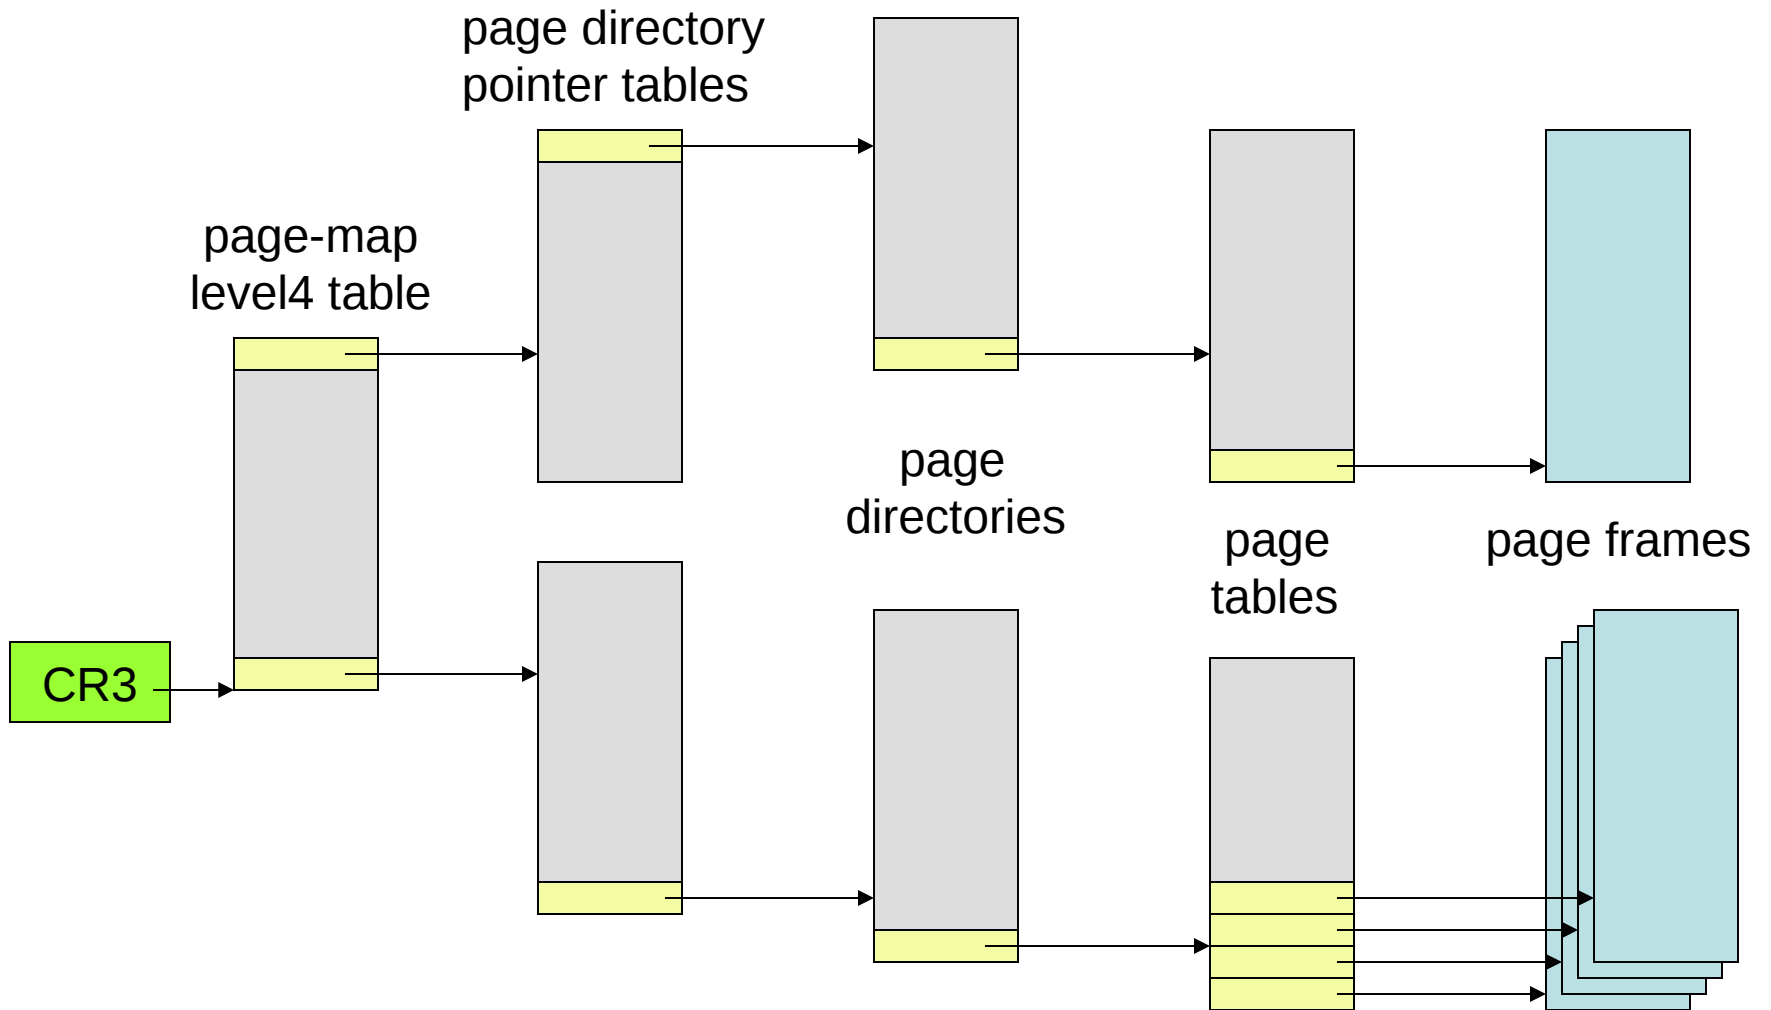 page directory
pointer tables
page-map
level4 table
page
directories
page
tables
page frames
CR3